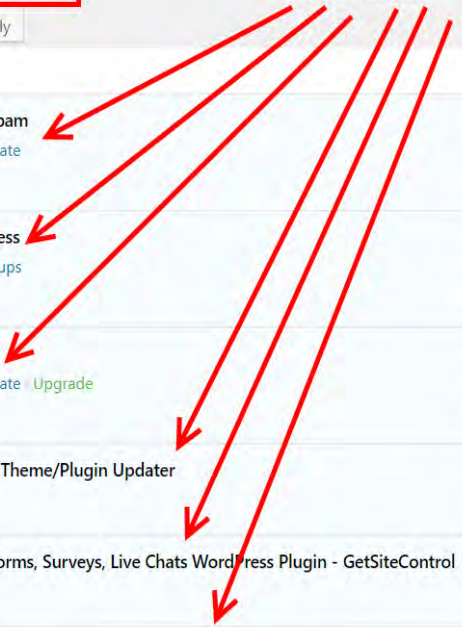 ly
pam
ate
ess
ups
ate Upgrade
Theme/Plugin Updater
orms, Surveys, Live Chats WordPress Plugin - GetSiteControl